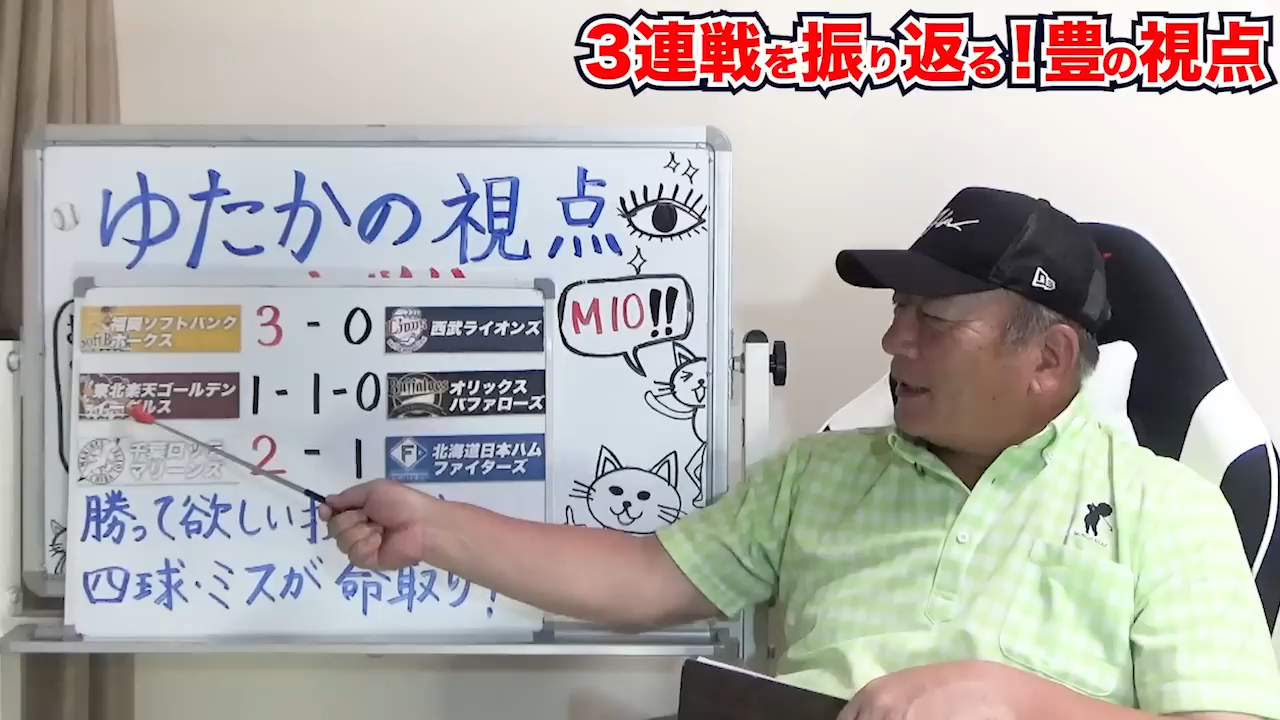 3連戦を振り返る!豊の視点
ゆたかの視点
M10!!
福岡ソフトバンク
ホークス
3 - 0
西武ライオンズ
東北楽天ゴールデン
1 - 1 - 0
オリックス
バファローズ
千葉ロッテ
マリーンズ
2 - 1
北海道日本ハム
ファイターズ
勝って欲しい
四球・ミスが命取り!